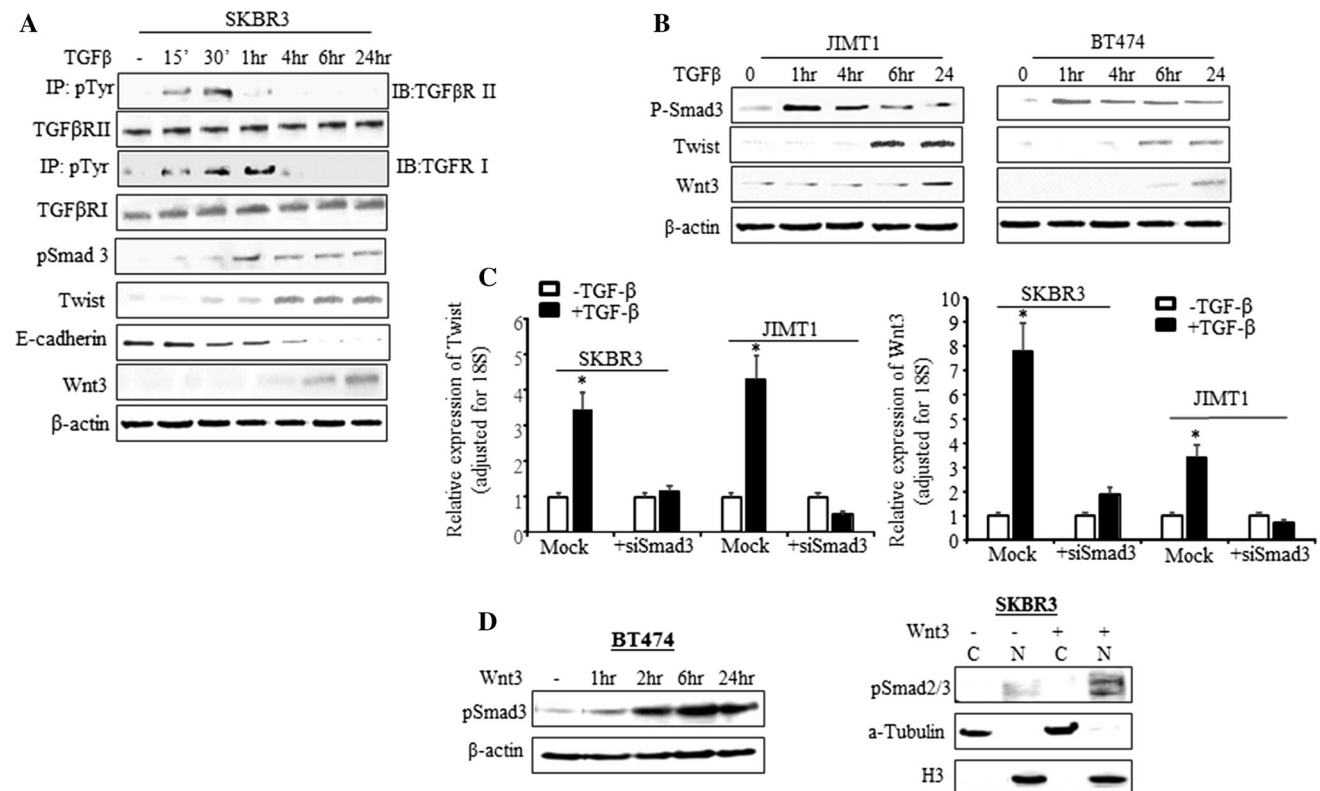 A
SKBR3
TGFβ - 15' 30' 1hr 4hr 6hr 24hr
IP: pTyr IB:TGFβR II
TGFβRII
IP: pTyr IB:TGFR I
TGFβRI
pSmad 3
Twist
E-cadherin
Wnt3
β-actin
B
JIMT1 BT474
TGFβ 0 1hr 4hr 6hr 24 0 1hr 4hr 6hr 24
P-Smad3
Twist
Wnt3
β-actin
C
Relative expression of Twist
(adjusted for 18S)
-TGF-β
+TGF-β
6
5
4
3
2
1
0
SKBR3
JIMT1
*
*
Mock +siSmad3 Mock +siSmad3
Relative expression of Wnt3
(adjusted for 18S)
-TGF-β
+TGF-β
10
9
8
7
6
5
4
3
2
1
0
SKBR3
JIMT1
*
*
Mock +siSmad3 Mock +siSmad3
D
BT474
Wnt3 - 1hr 2hr 6hr 24hr
pSmad3
β-actin
SKBR3
Wnt3 - - + +
C N C N
pSmad2/3
a-Tubulin
H3